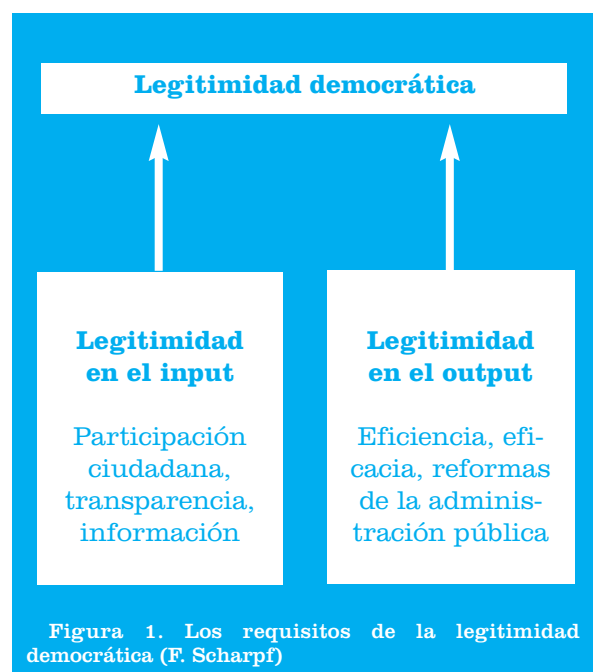 Legitimidad democrática
Legitimidad
en el input
Participación
ciudadana,
transparencia,
información
Legitimidad
en el output
Eficiencia, efi-
cacia, reformas
de la adminis-
tración pública
Figura 1. Los requisitos de la legitimidad
democrática (F. Scharpf)